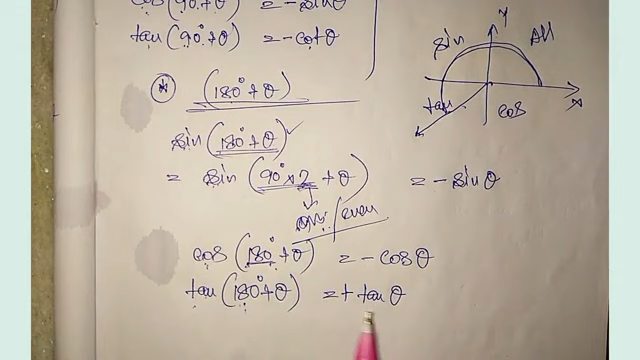 cos(90°+θ) = -sinθ
tan(90°+θ) = -cotθ
(180°+θ)
sin(180°+θ)
= sin(90°×2+θ) = -sinθ
even
cos(180°+θ) = -cosθ
tan(180°+θ) = +tanθ
Y
sin All
tan cos
X